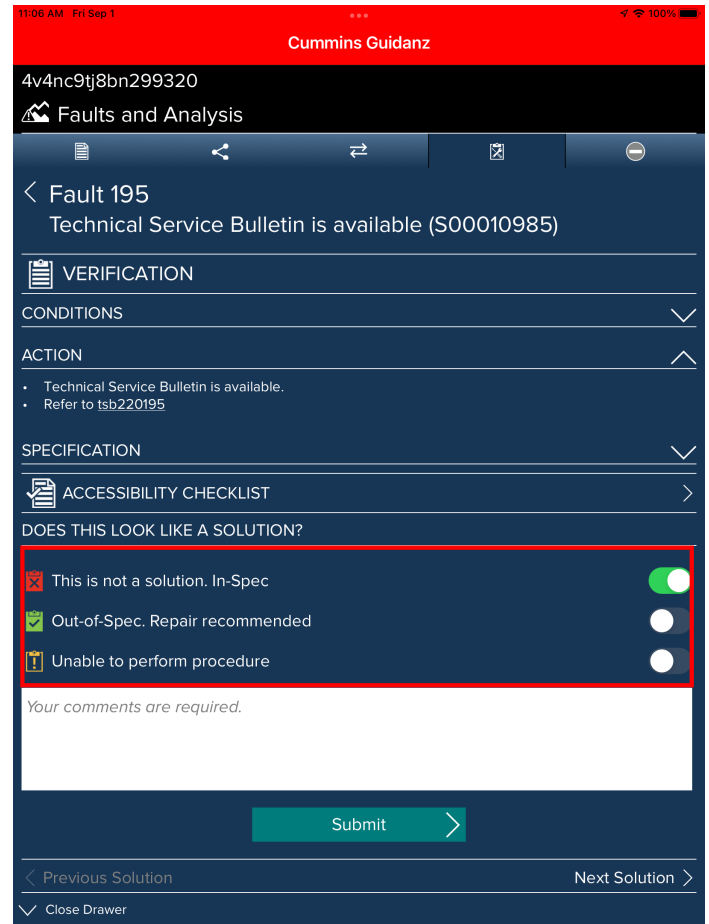 11:06 AM Fri Sep 1
100%
Cummins Guidanz
4v4nc9tj8bn299320
Faults and Analysis
Fault 195
Technical Service Bulletin is available (S00010985)
VERIFICATION
CONDITIONS
ACTION
• Technical Service Bulletin is available.
• Refer to tsb220195
SPECIFICATION
ACCESSIBILITY CHECKLIST
DOES THIS LOOK LIKE A SOLUTION?
This is not a solution. In-Spec
Out-of-Spec. Repair recommended
Unable to perform procedure
Your comments are required.
Submit
Previous Solution
Next Solution
Close Drawer